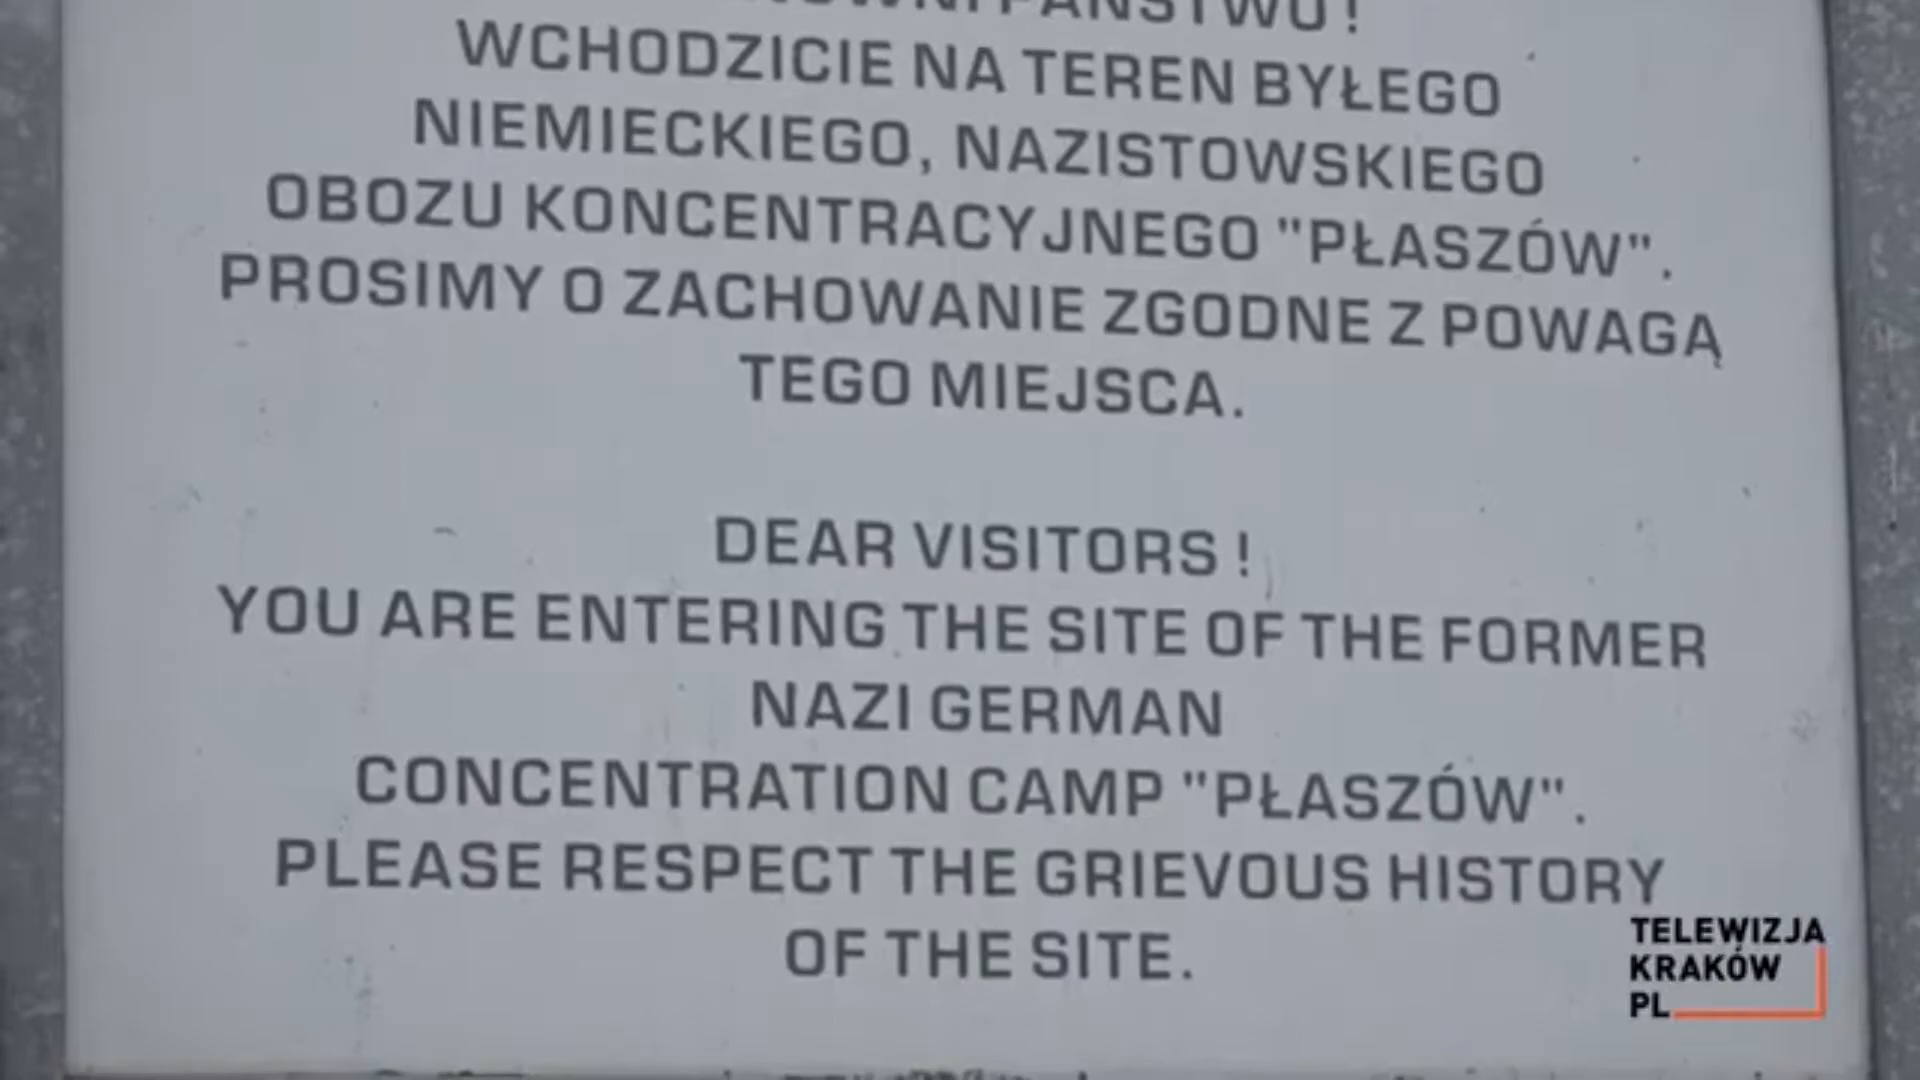 PAŃSTWO !
WCHODZICIE NA TEREN BYŁEGO
NIEMIECKIEGO, NAZISTOWSKIEGO
OBOZU KONCENTRACYJNEGO "PŁASZÓW".
PROSIMY O ZACHOWANIE ZGODNE Z POWAGĄ
TEGO MIEJSCA.
DEAR VISITORS !
YOU ARE ENTERING THE SITE OF THE FORMER
NAZI GERMAN
CONCENTRATION CAMP "PŁASZÓW".
PLEASE RESPECT THE GRIEVOUS HISTORY
OF THE SITE.
TELEWIZJA
KRAKÓW
PL